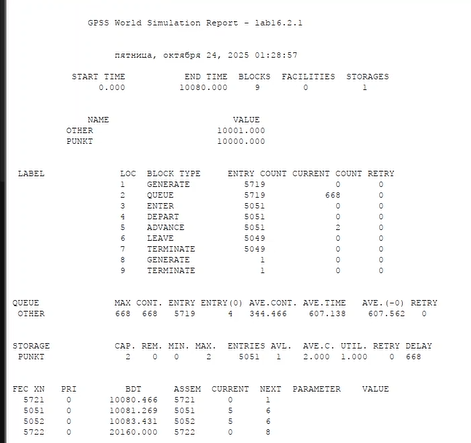 GPSS World Simulation Report - lab16.2.1
пятница, октября 24, 2025 01:28:57
START TIME END TIME BLOCKS FACILITIES STORAGES
0.000 10080.000 9 0 1
NAME VALUE
OTHER 10001.000
PUNKT 10000.000
LABEL LOC BLOCK TYPE ENTRY COUNT CURRENT COUNT RETRY
1 GENERATE 5719 0 0
2 QUEUE 5719 668 0
3 ENTER 5051 0 0
4 DEPART 5051 0 0
5 ADVANCE 5051 2 0
6 LEAVE 5049 0 0
7 TERMINATE 5049 0 0
8 GENERATE 1 0 0
9 TERMINATE 1 0 0
QUEUE MAX CONT. ENTRY ENTRY(0) AVE.CONT. AVE.TIME AVE.(-0) RETRY
OTHER 668 668 5719 4 344.466 607.138 607.562 0
STORAGE CAP. REM. MIN. MAX. ENTRIES AVL. AVE.C. UTIL. RETRY DELAY
PUNKT 2 0 0 2 5051 1 2.000 1.000 0 668
FEC XN PRI BDT ASSEM CURRENT NEXT PARAMETER VALUE
5721 0 10080.466 5721 0 1
5051 0 10081.269 5051 5 6
5052 0 10083.431 5052 5 6
5722 0 20160.000 5722 0 8